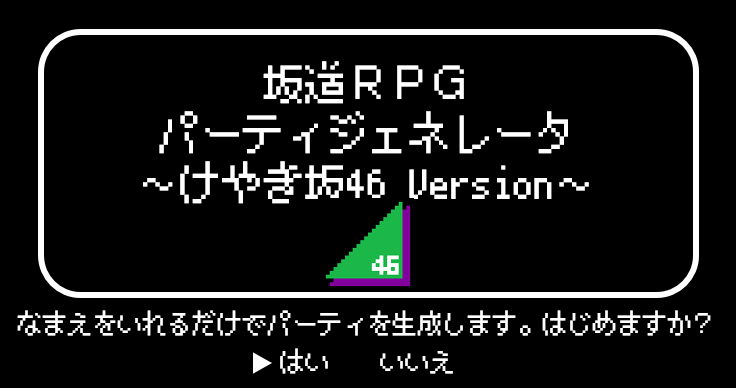 坂道RPG
パーティジェネレータ
～けやき坂46 Version～
46
なまえをいれるだけでパーティを生成します。はじめますか？
▶はい　いいえ